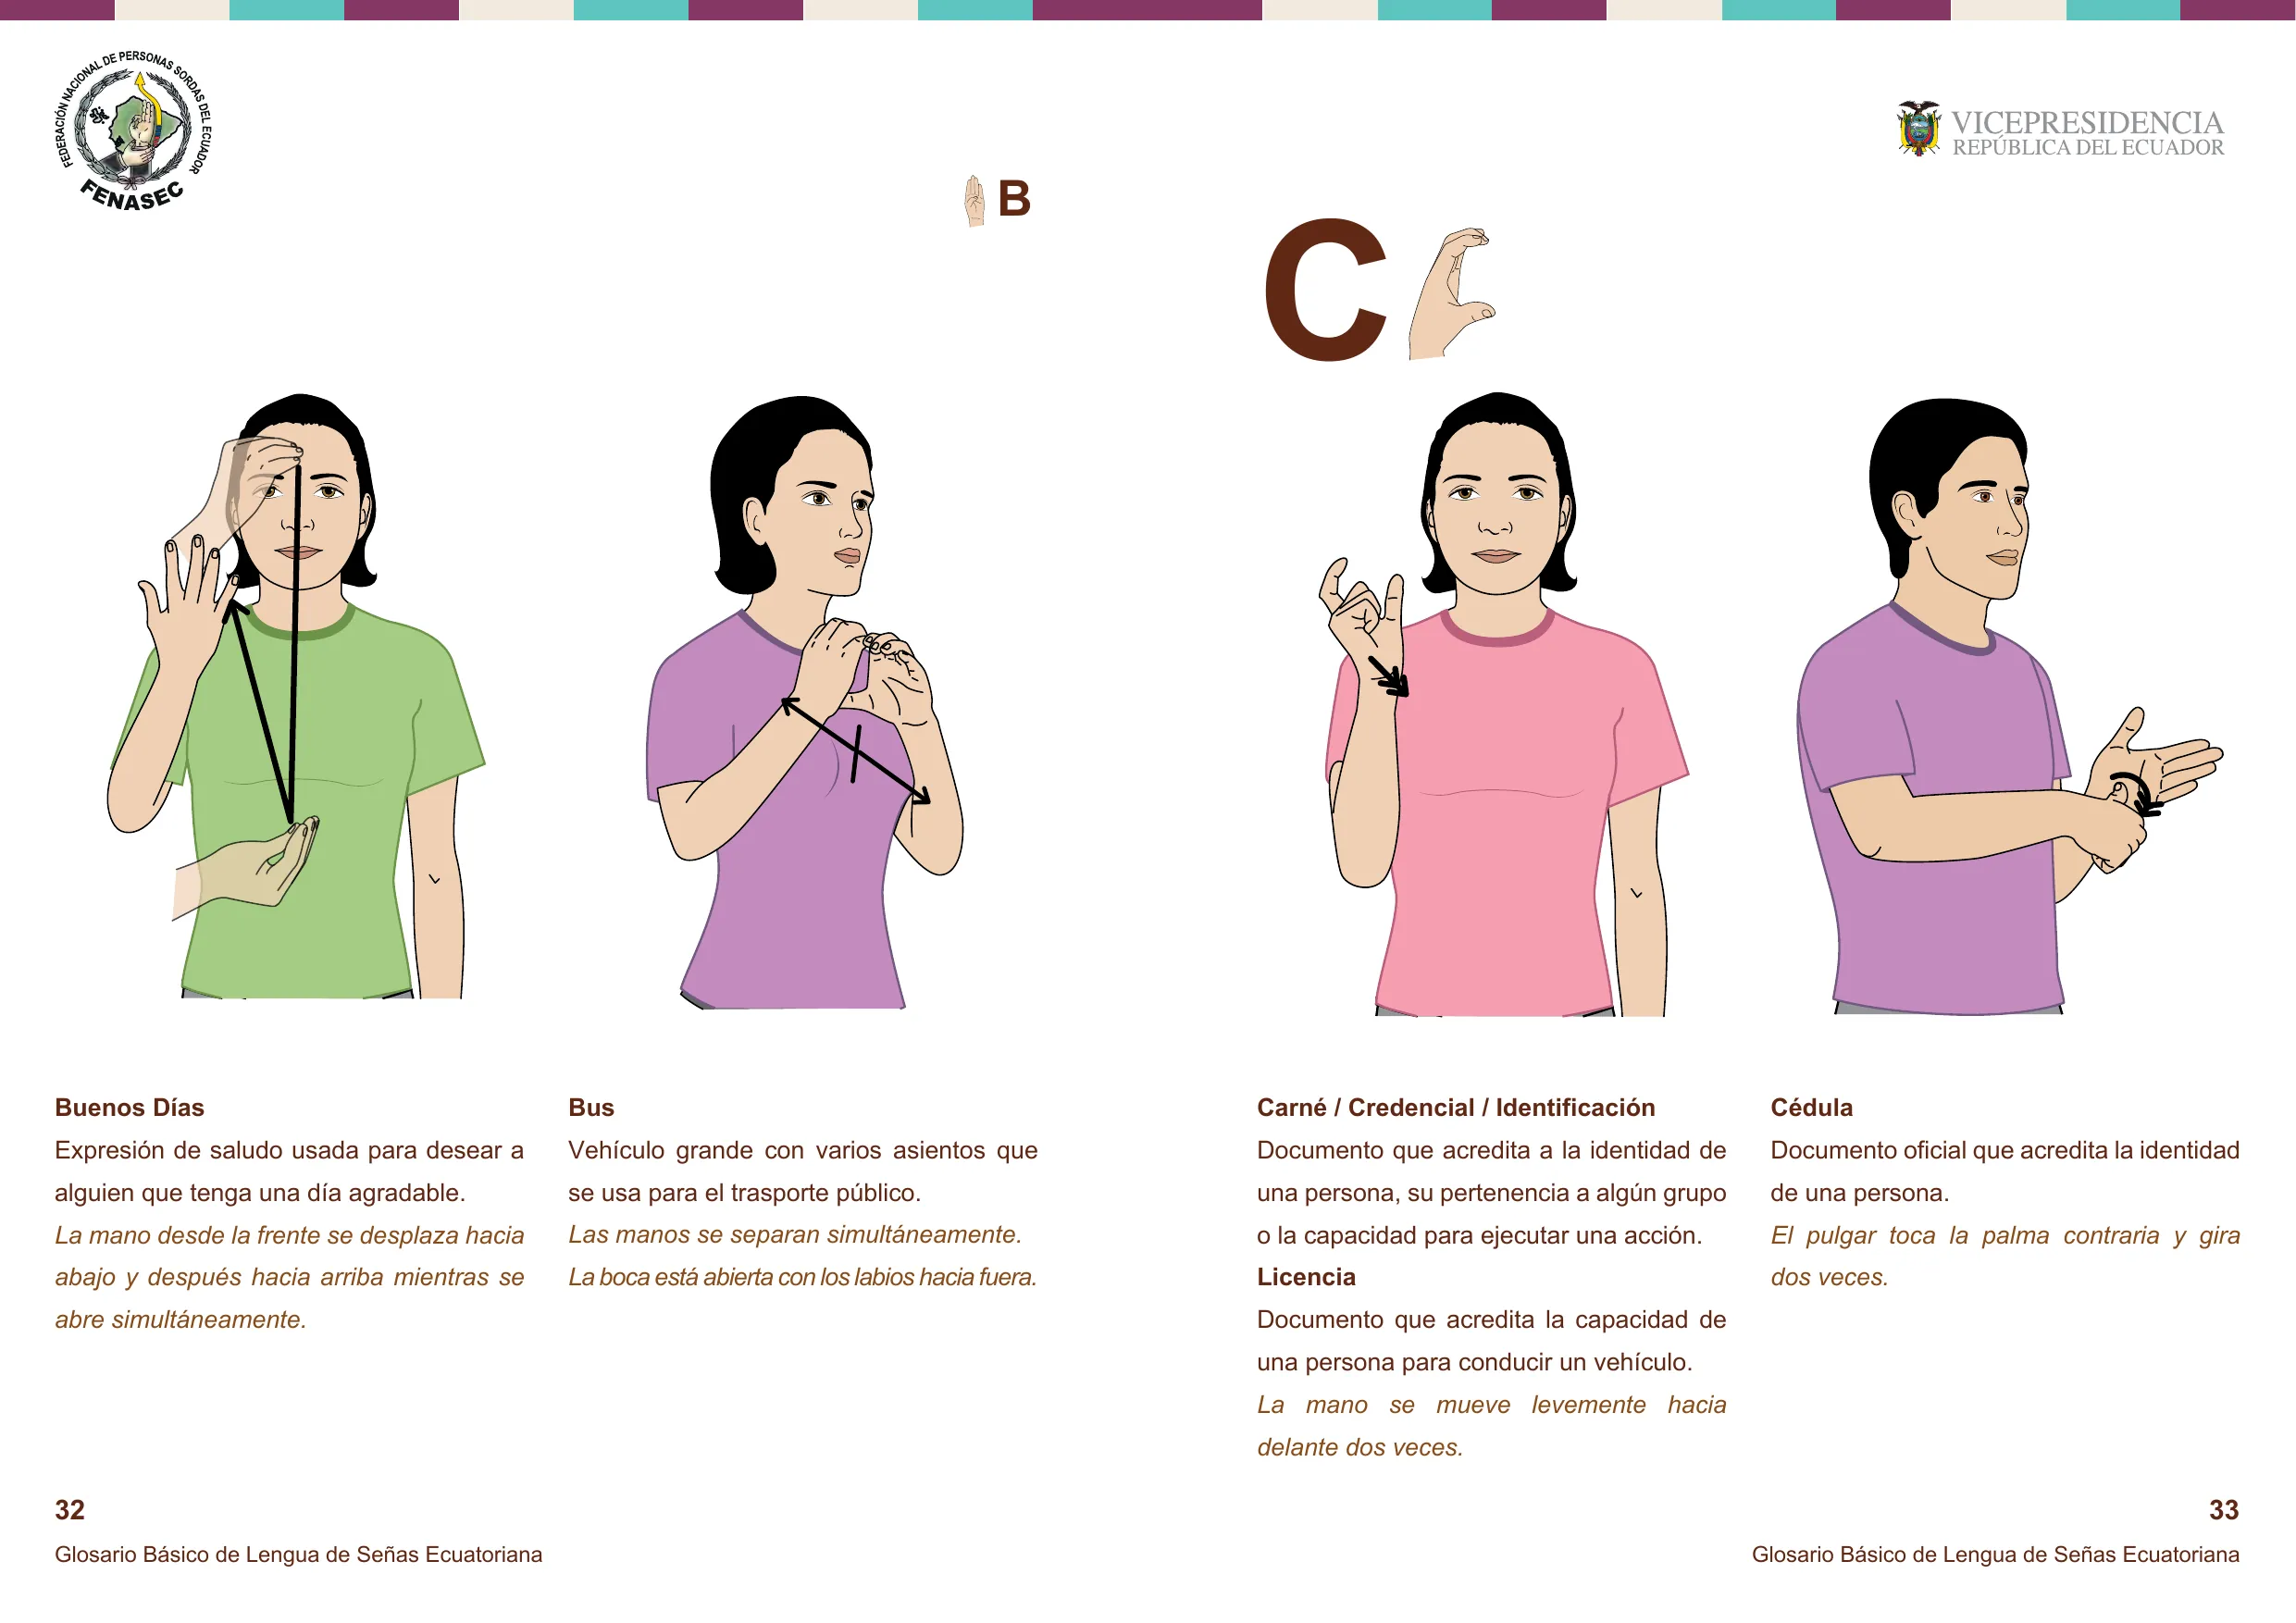 FEDERACIÓN NACIONAL DE PERSONAS SORDAS DEL ECUADOR
FENASEC
B
Buenos Días
Expresión de saludo usada para desear a
alguien que tenga una día agradable.
La mano desde la frente se desplaza hacia
abajo y después hacia arriba mientras se
abre simultáneamente.
Bus
Vehículo grande con varios asientos que
se usa para el trasporte público.
Las manos se separan simultáneamente.
La boca está abierta con los labios hacia fuera.
32
Glosario Básico de Lengua de Señas Ecuatoriana
VICEPRESIDENCIA
REPÚBLICA DEL ECUADOR
C
Carné / Credencial / Identificación
Documento que acredita a la identidad de
una persona, su pertenencia a algún grupo
o la capacidad para ejecutar una acción.
Licencia
Documento que acredita la capacidad de
una persona para conducir un vehículo.
La mano se mueve levemente hacia
delante dos veces.
Cédula
Documento oficial que acredita la identidad
de una persona.
El pulgar toca la palma contraria y gira
dos veces.
33
Glosario Básico de Lengua de Señas Ecuatoriana